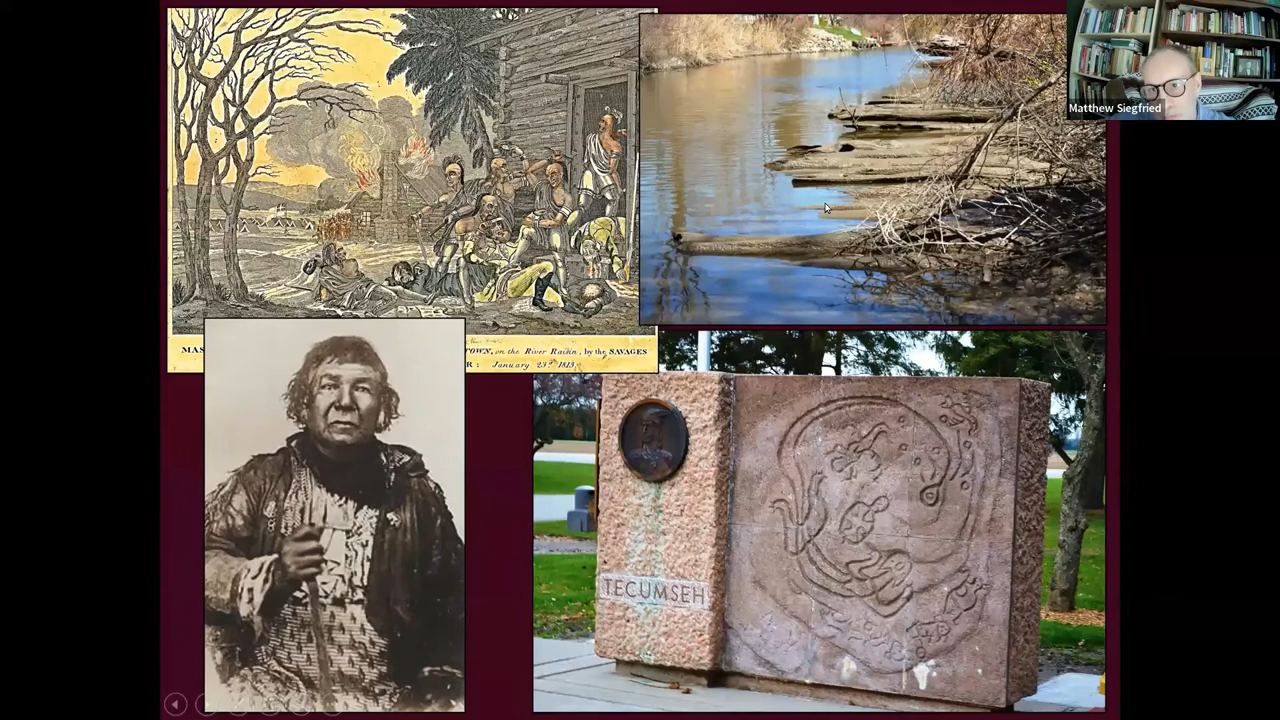 Matthew Siegfried
MAS
TOWN, on the River Raisin, by the SAVAGES
R: January 23d 1813.
TECUMSEH